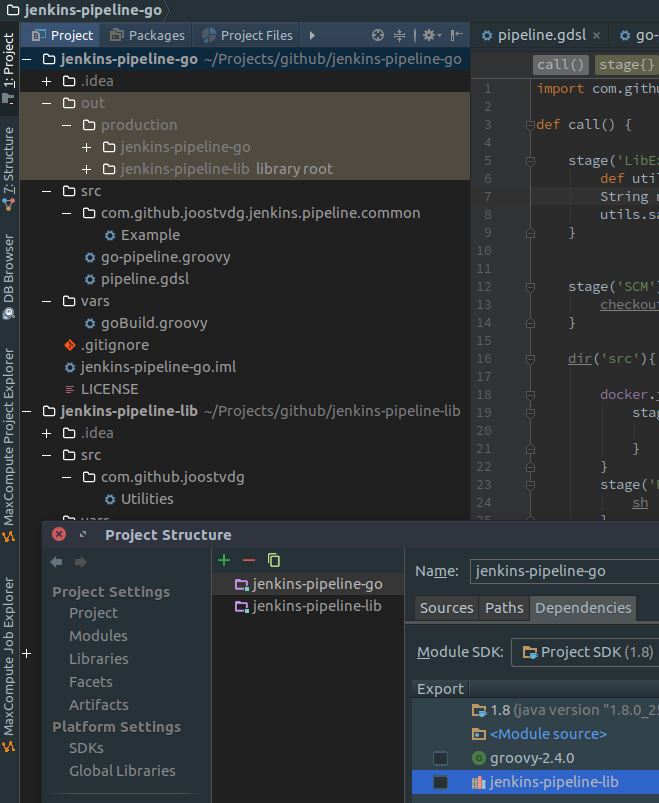 jenkins-pipeline-go
1: Project
7: Structure
DB Browser
MaxCompute Project Explorer
MaxCompute Job Explorer
Project Packages Project Files
jenkins-pipeline-go ~/Projects/github/jenkins-pipeline-go
.idea
out
production
jenkins-pipeline-go
jenkins-pipeline-lib library root
src
com.github.joostvdg.jenkins.pipeline.common
Example
go-pipeline.groovy
pipeline.gdsl
vars
goBuild.groovy
.gitignore
jenkins-pipeline-go.iml
LICENSE
jenkins-pipeline-lib ~/Projects/github/jenkins-pipeline-lib
.idea
src
com.github.joostvdg
Utilities
vars
pipeline.gdsl go-
call() stage{}
1 import com.gith
2
3 def call() {
4
5 stage('LibEx
6 def util
7 String
8 utils.sa
9 }
10
11
12 stage('SCM')
13 checkout
14 }
15
16 dir('src'){
17
18 docker.
19 stag
20
21 }
22 }
23 stage('
24 sh
25 }
Project Structure
Project Settings
Project
Modules
Libraries
Facets
Artifacts
Platform Settings
SDKs
Global Libraries
jenkins-pipeline-go
jenkins-pipeline-lib
Name: jenkins-pipeline-go
Sources Paths Dependencies
Module SDK: Project SDK (1.8)
Export
1.8 (java version "1.8.0_25
<Module source>
groovy-2.4.0
jenkins-pipeline-lib